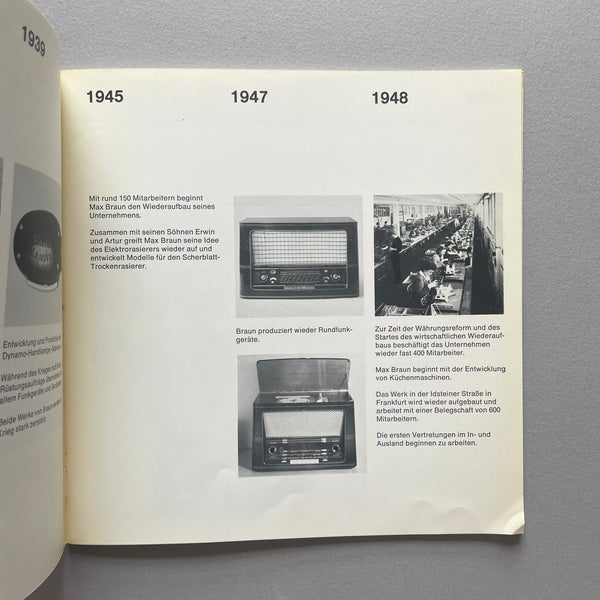 1939
Entwicklung und
Dynamo-Handlampe
Während des Krieges
Rüstungsaufträge
allem Funkgeräte und
Beide Werke von Braun
Krieg stark zerstört.
1945
Mit rund 150 Mitarbeitern beginnt
Max Braun den Wiederaufbau seines
Unternehmens.
Zusammen mit seinen Söhnen Erwin
und Artur greift Max Braun seine Idee
des Elektrorasierers wieder auf und
entwickelt Modelle für den Scherblatt-
Trockenrasierer.
1947
Braun produziert wieder Rundfunk-
geräte.
1948
Zur Zeit der Währungsreform und des
Startes des wirtschaftlichen Wiederauf-
baus beschäftigt das Unternehmen
wieder fast 400 Mitarbeiter.
Max Braun beginnt mit der Entwicklung
von Küchenmaschinen.
Das Werk in der Idsteiner Straße in
Frankfurt wird wieder aufgebaut und
arbeitet mit einer Belegschaft von 600
Mitarbeitern.
Die ersten Vertretungen im In- und
Ausland beginnen zu arbeiten.